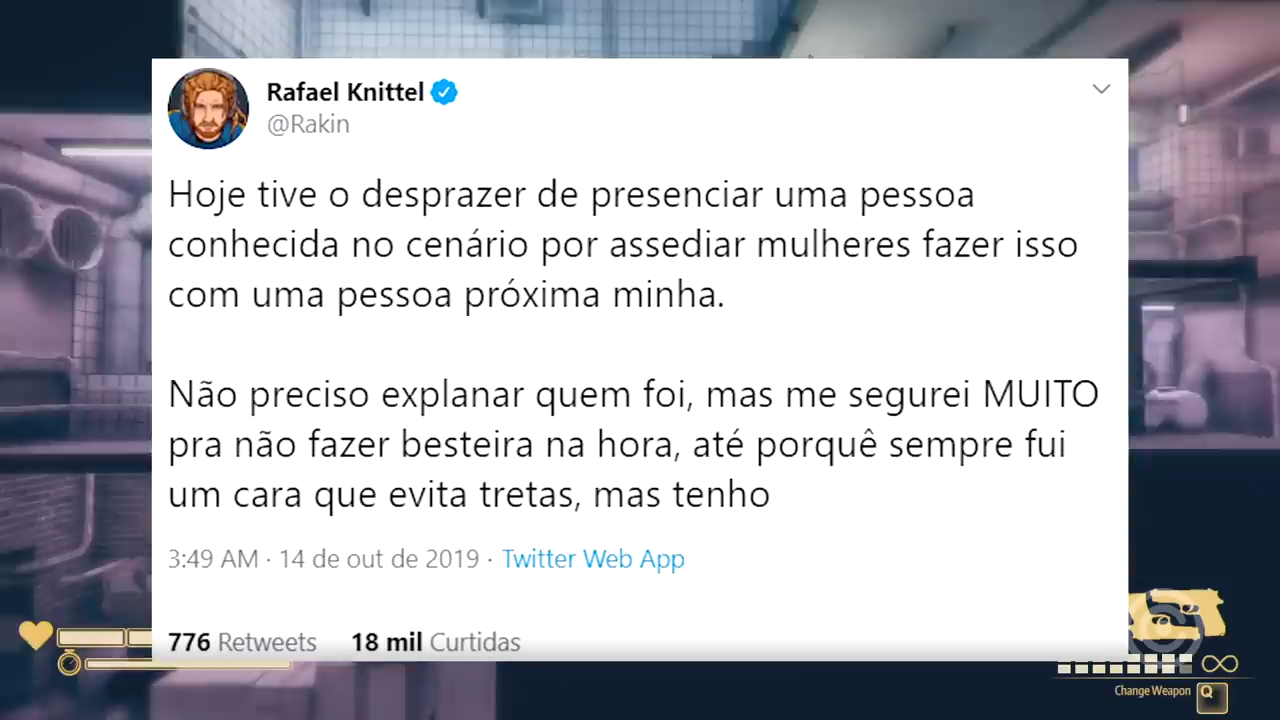 Rafael Knittel
@Rakin
Hoje tive o desprazer de presenciar uma pessoa
conhecida no cenário por assediar mulheres fazer isso
com uma pessoa próxima minha.
Não preciso explanar quem foi, mas me segurei MUITO
pra não fazer besteira na hora, até porquê sempre fui
um cara que evita tretas, mas tenho
3:49 AM · 14 de out de 2019 · Twitter Web App
776 Retweets 18 mil Curtidas
Change Weapon Q